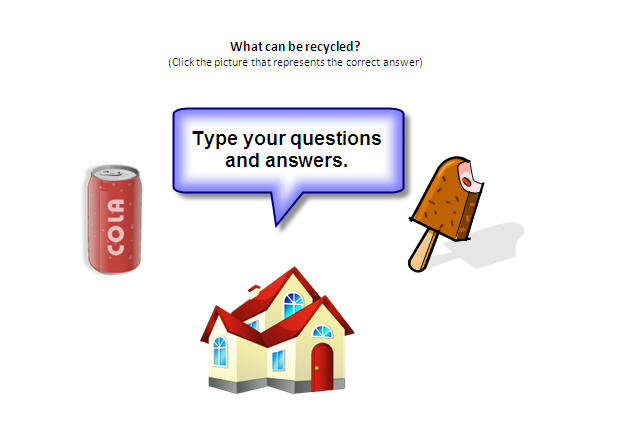 What can be recycled?
(Click the picture that represents the correct answer)
Type your questions
and answers.
COLA